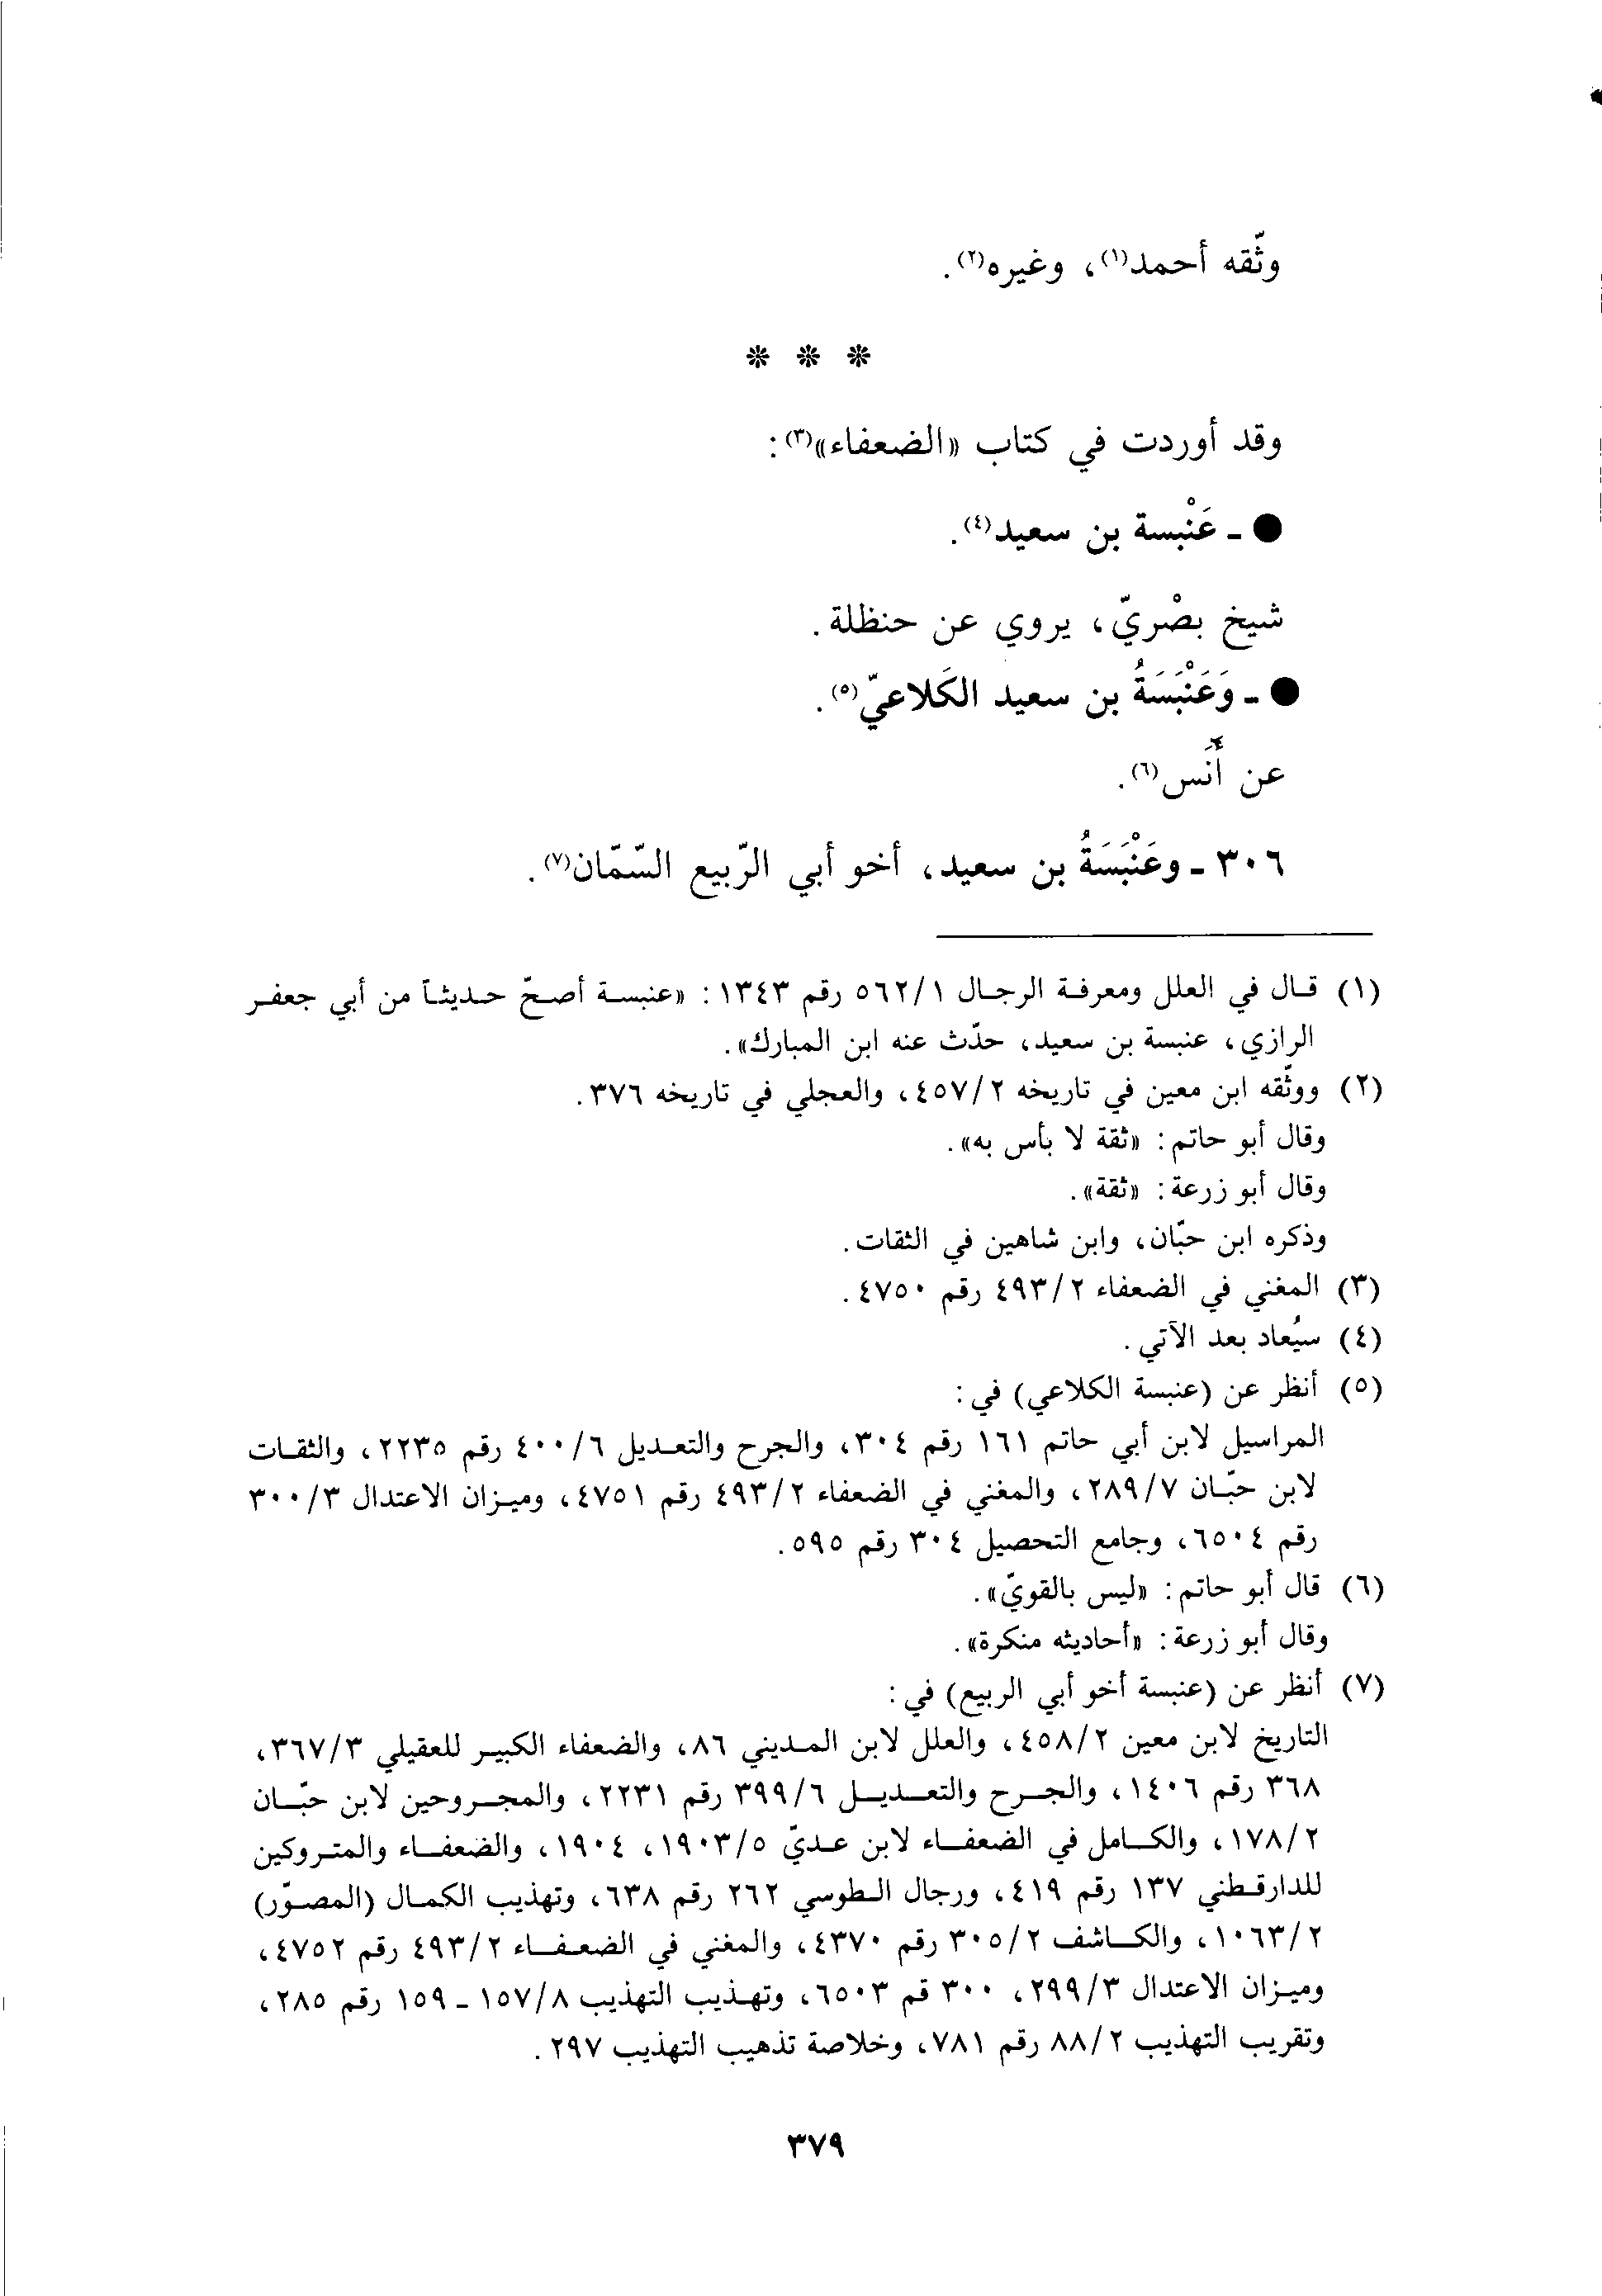 وثّقه أحمد(١)، وغيره(٢).
* * *
وقد أوردت في كتاب «الضعفاء»(٣):
● ـ عَنْبسة بن سعيد(٤).
شيخ بصْريّ، يروي عن حنظلة.
● ـ وَعَنْبَسَةُ بن سعيد الكَلاعيّ(٥).
عن أَنَس(٦).
٣٠٦ ـ وعَنْبَسَةُ بن سعيد، أخو أبي الرّبيع السّمّان(٧).
(١) قال في العلل ومعرفة الرجال ٥٦٢/١ رقم ١٣٤٣: «عنبسة أصحّ حديثاً من أبي جعفر
الرازي، عنبسة بن سعيد، حدّث عنه ابن المبارك».
(٢) ووثّقه ابن معين في تاريخه ٤٥٧/٢، والعجلي في تاريخه ٣٧٦.
وقال أبو حاتم: «ثقة لا بأس به».
وقال أبو زرعة: «ثقة».
وذكره ابن حبّان، وابن شاهين في الثقات.
(٣) المغني في الضعفاء ٤٩٣/٢ رقم ٤٧٥٠.
(٤) سيُعاد بعد الآتي.
(٥) أنظر عن (عنبسة الكلاعي) في:
المراسيل لابن أبي حاتم ١٦١ رقم ٣٠٤، والجرح والتعديل ٤٠٠/٦ رقم ٢٢٣٥، والثقات
لابن حبّان ٢٨٩/٧، والمغني في الضعفاء ٤٩٣/٢ رقم ٤٧٥١، وميزان الاعتدال ٣٠٠/٣
رقم ٦٥٠٤، وجامع التحصيل ٣٠٤ رقم ٥٩٥.
(٦) قال أبو حاتم: «ليس بالقويّ».
وقال أبو زرعة: «أحاديثه منكرة».
(٧) أنظر عن (عنبسة أخو أبي الربيع) في:
التاريخ لابن معين ٤٥٨/٢، والعلل لابن المديني ٨٦، والضعفاء الكبير للعقيلي ٣٦٧/٣،
٣٦٨ رقم ١٤٠٦، والجرح والتعديل ٣٩٩/٦ رقم ٢٢٣١، والمجروحين لابن حبّان
١٧٨/٢، والكامل في الضعفاء لابن عديّ ١٩٠٣/٥، ١٩٠٤، والضعفاء والمتروكين
للدارقطني ١٣٧ رقم ٤١٩، ورجال الطوسي ٢٦٢ رقم ٦٣٨، وتهذيب الكمال (المصوّر)
١٠٦٣/٢، والكاشف ٣٠٥/٢ رقم ٤٣٧٠، والمغني في الضعفاء ٤٩٣/٢ رقم ٤٧٥٢،
وميزان الاعتدال ٢٩٩/٣، ٣٠٠ قم ٦٥٠٣، وتهذيب التهذيب ١٥٧/٨ ـ ١٥٩ رقم ٢٨٥،
وتقريب التهذيب ٨٨/٢ رقم ٧٨١، وخلاصة تذهيب التهذيب ٢٩٧.
٣٧٩